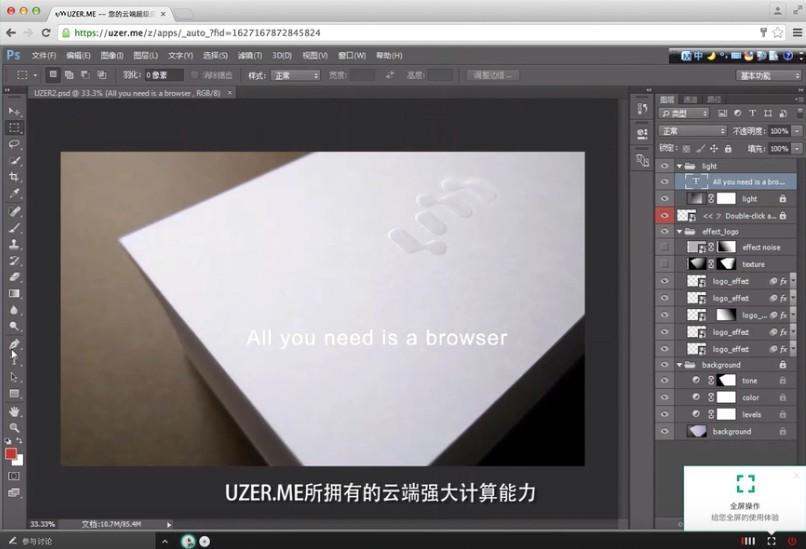 UZER.ME -- 您的云端超级应
https://uzer.me/z/apps/_auto_?fid=1627167872845824
Ps 文件(F) 编辑(E) 图像(I) 图层(L) 文字(Y) 选择(S) 滤镜(T) 3D(D) 视图(V) 窗口(W) 帮助(H)
羽化: 0 像素 消除锯齿 样式: 正常 宽度: 高度: 调整边缘... 基本功能
UZER2.psd @ 33.3% (All you need is a browser , RGB/8) ×
图层 通道 路径
类型
正常 不透明度: 100%
锁定: 填充: 100%
light
T All you need is a bro...
light
<< ア Double-click a...
effect_logo
effect noise
texture
logo_effect fx
logo_effect fx
logo_... fx
logo_effect fx
logo_effect fx
background
tone
color
levels
background
All you need is a browser
UZER.ME所拥有的云端强大计算能力
全屏操作
给您全屏的使用体验
33.33% 文档:10.7M/85.4M
参与讨论